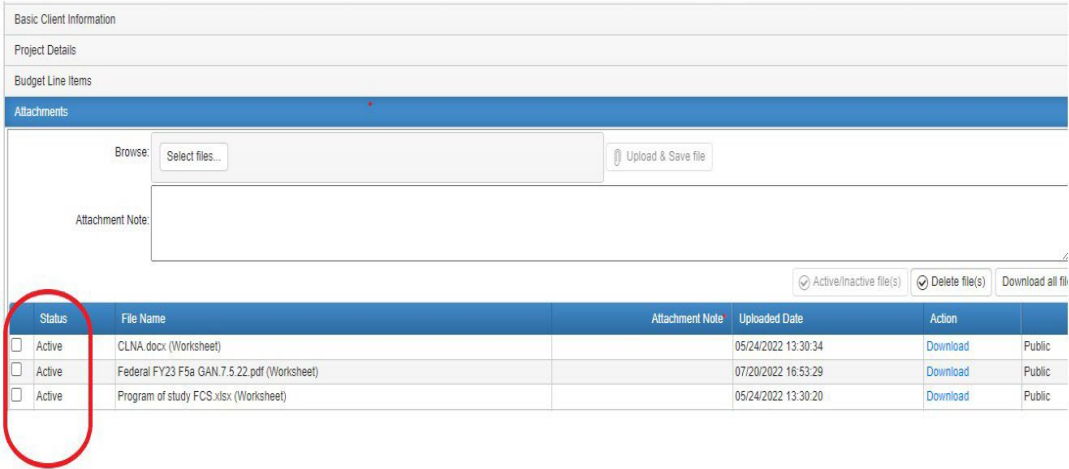 Basic Client Information
Project Details
Budget Line Items
Attachments
Browse: Select files... Upload & Save file
Attachment Note:
Active/Inactive file(s) Delete file(s) Download all
Status File Name Attachment Note Uploaded Date Action
Active CLNA.docx (Worksheet) 05/24/2022 13:30:34 Download Public
Active Federal FY23 F5a GAN.7.5.22.pdf (Worksheet) 07/20/2022 16:53:29 Download Public
Active Program of study FCS.xlsx (Worksheet) 05/24/2022 13:30:20 Download Public